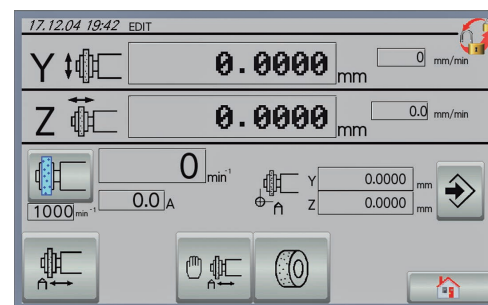 17.12.04 19:42 EDIT
Y 0.0000 mm 0 mm/min
Z 0.0000 mm 0.0 mm/min
0 min⁻¹
1000 min⁻¹ 0.0 A
A Y 0.0000 mm
Z 0.0000 mm
A A